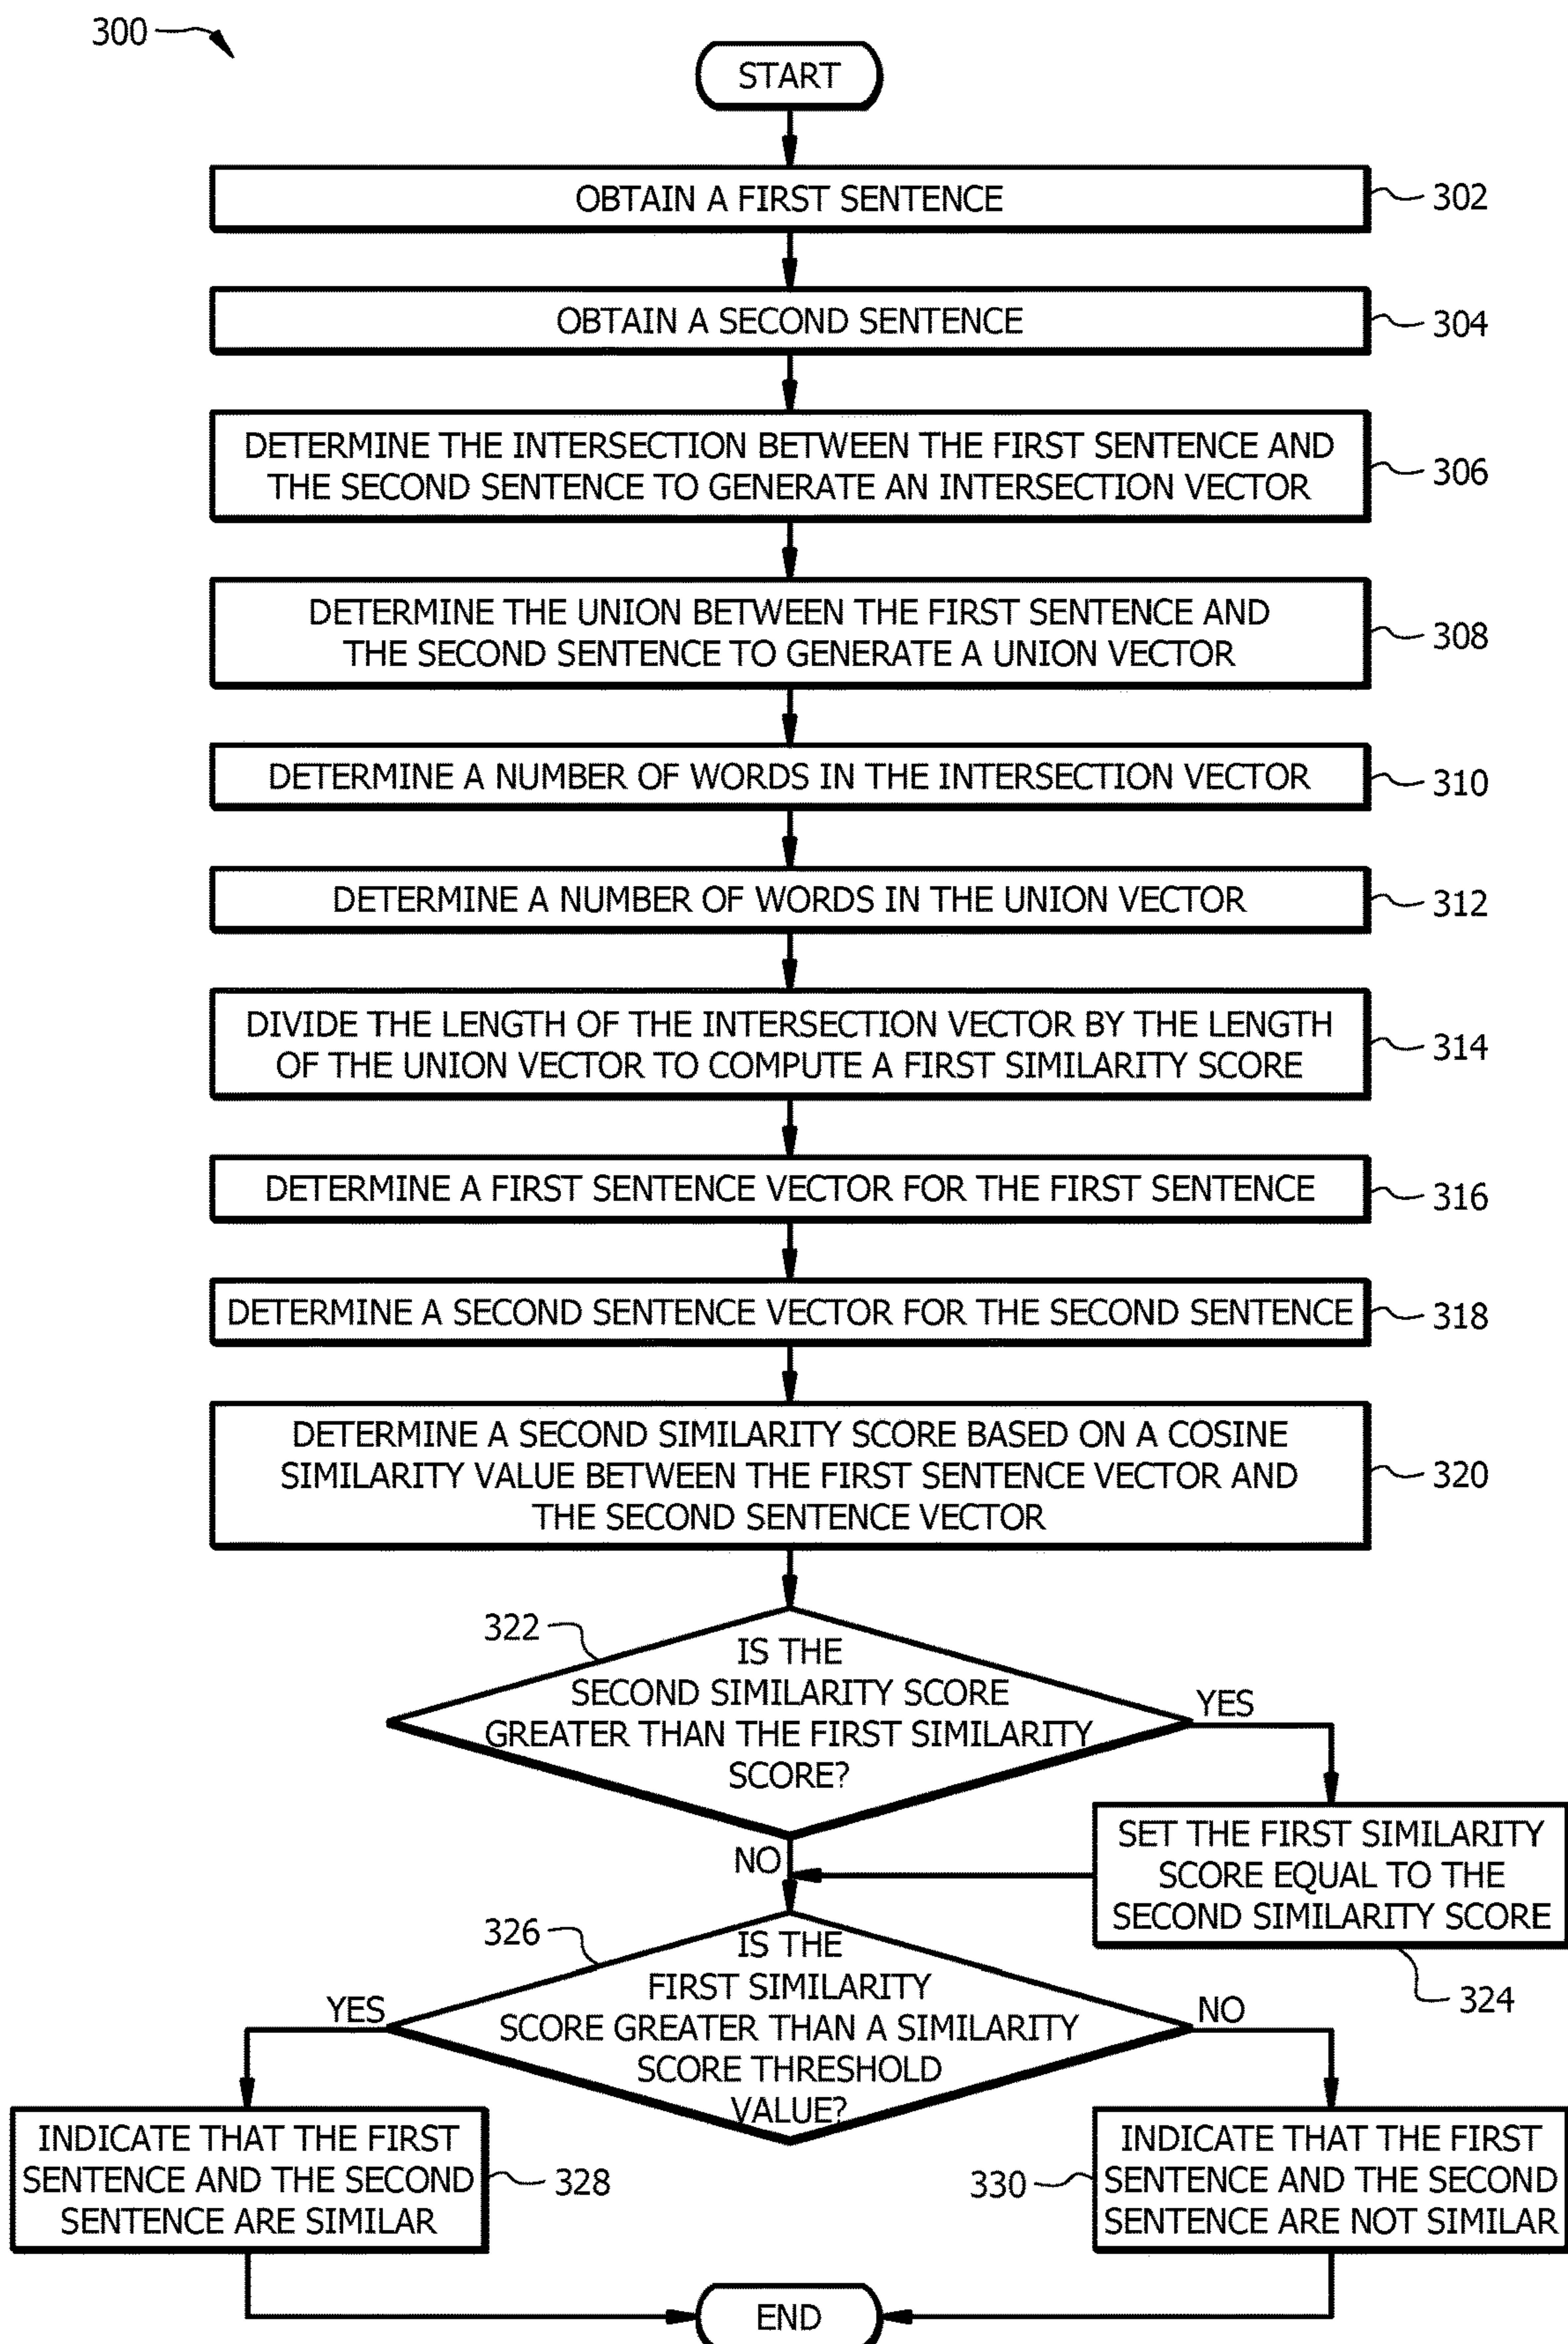 300
START
OBTAIN A FIRST SENTENCE
302
OBTAIN A SECOND SENTENCE
304
DETERMINE THE INTERSECTION BETWEEN THE FIRST SENTENCE AND
THE SECOND SENTENCE TO GENERATE AN INTERSECTION VECTOR
306
DETERMINE THE UNION BETWEEN THE FIRST SENTENCE AND
THE SECOND SENTENCE TO GENERATE A UNION VECTOR
308
DETERMINE A NUMBER OF WORDS IN THE INTERSECTION VECTOR
310
DETERMINE A NUMBER OF WORDS IN THE UNION VECTOR
312
DIVIDE THE LENGTH OF THE INTERSECTION VECTOR BY THE LENGTH
OF THE UNION VECTOR TO COMPUTE A FIRST SIMILARITY SCORE
314
DETERMINE A FIRST SENTENCE VECTOR FOR THE FIRST SENTENCE
316
DETERMINE A SECOND SENTENCE VECTOR FOR THE SECOND SENTENCE
318
DETERMINE A SECOND SIMILARITY SCORE BASED ON A COSINE
SIMILARITY VALUE BETWEEN THE FIRST SENTENCE VECTOR AND
THE SECOND SENTENCE VECTOR
320
322
IS THE
SECOND SIMILARITY SCORE
GREATER THAN THE FIRST SIMILARITY
SCORE?
YES
NO
SET THE FIRST SIMILARITY
SCORE EQUAL TO THE
SECOND SIMILARITY SCORE
324
326
IS THE
FIRST SIMILARITY
SCORE GREATER THAN A SIMILARITY
SCORE THRESHOLD
VALUE?
YES
NO
INDICATE THAT THE FIRST
SENTENCE AND THE SECOND
SENTENCE ARE SIMILAR
328
330
INDICATE THAT THE FIRST
SENTENCE AND THE SECOND
SENTENCE ARE NOT SIMILAR
END